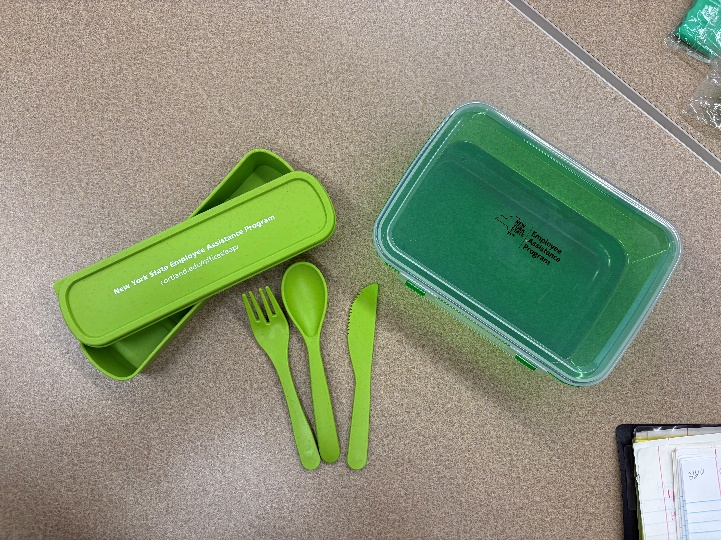 New York State Employee Assistance Program
cortland.edu/offices/eap/
Employee
Assistance
Program